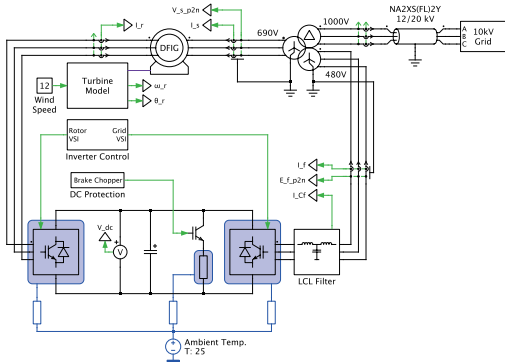 V_s_p2n
I_s
I_r
DFIG
690V
1000V
480V
NA2XS(FL)2Y
12/20 kV
A
B
C
10kV
Grid
12
Wind
Speed
Turbine
Model
ω_r
θ_r
Rotor
VSI
Grid
VSI
Inverter Control
Brake Chopper
DC Protection
I_f
E_f_p2n
I_Cf
V_dc
V
LCL Filter
Ambient Temp.
T: 25